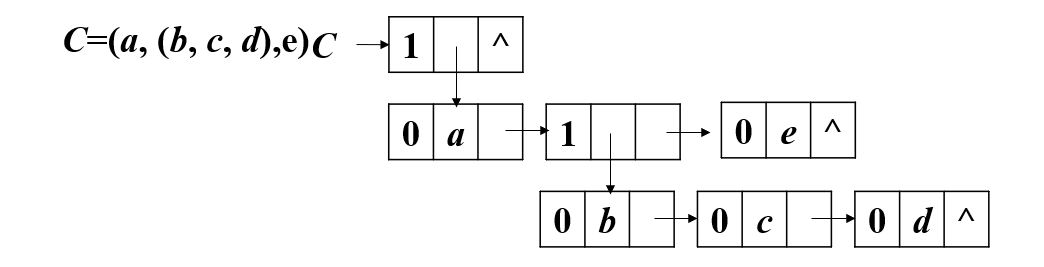 C=(a, (b, c, d),e) C 1 ^
0 a 1 0 e ^
0 b 0 c 0 d ^